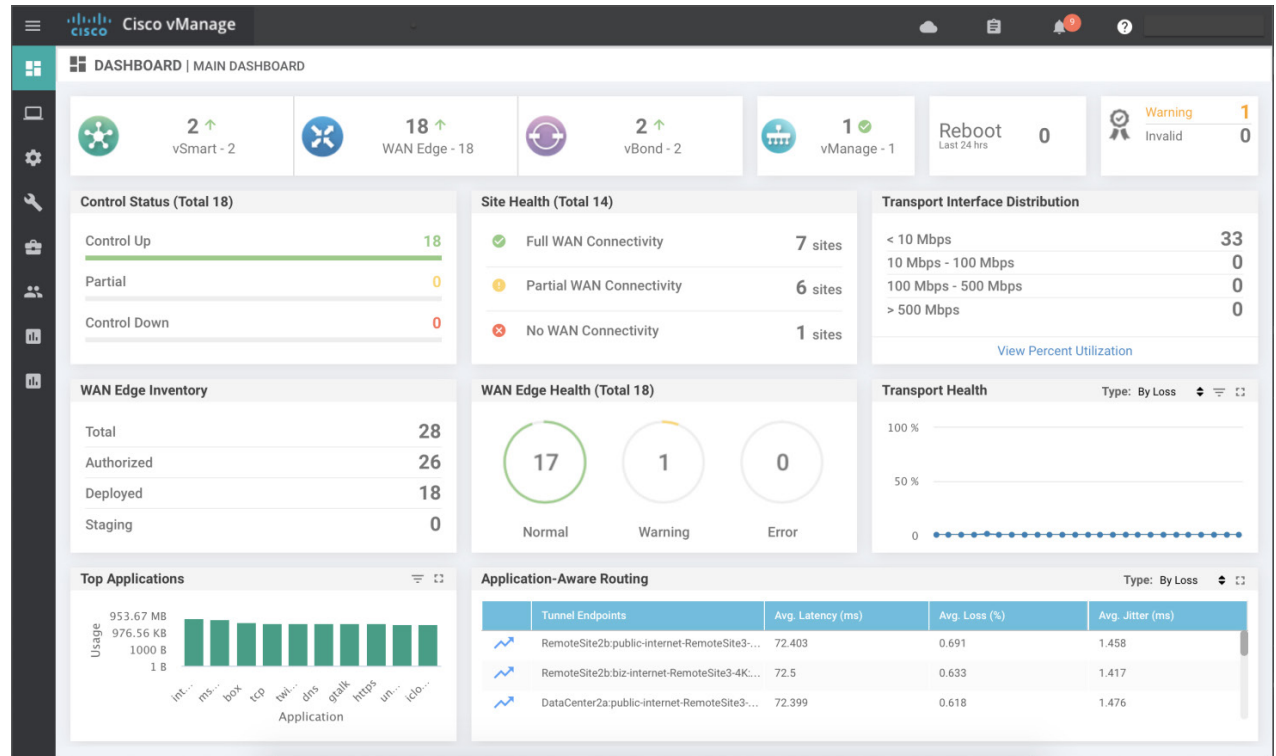 cisco Cisco vManage 9 ?
DASHBOARD | MAIN DASHBOARD
2
vSmart - 2
18
WAN Edge - 18
2
vBond - 2
1
vManage - 1
Reboot 0
Last 24 hrs
Warning 1
Invalid 0
Control Status (Total 18)
Control Up 18
Partial 0
Control Down 0
Site Health (Total 14)
Full WAN Connectivity 7 sites
Partial WAN Connectivity 6 sites
No WAN Connectivity 1 sites
Transport Interface Distribution
< 10 Mbps 33
10 Mbps - 100 Mbps 0
100 Mbps - 500 Mbps 0
> 500 Mbps 0
View Percent Utilization
WAN Edge Inventory
Total 28
Authorized 26
Deployed 18
Staging 0
WAN Edge Health (Total 18)
17 1 0
Normal Warning Error
Transport Health Type: By Loss
100 %
50 %
0
Top Applications
Usage
953.67 MB
976.56 KB
1000 B
1 B
int... ms... box tcp twi... dns gtalk https un... iclo...
Application
Application-Aware Routing Type: By Loss
Tunnel Endpoints Avg. Latency (ms) Avg. Loss (%) Avg. Jitter (ms)
RemoteSite2b:public-internet-RemoteSite3-... 72.403 0.691 1.458
RemoteSite2b:biz-internet-RemoteSite3-4K:... 72.5 0.633 1.417
DataCenter2a:public-internet-RemoteSite3-... 72.399 0.618 1.476